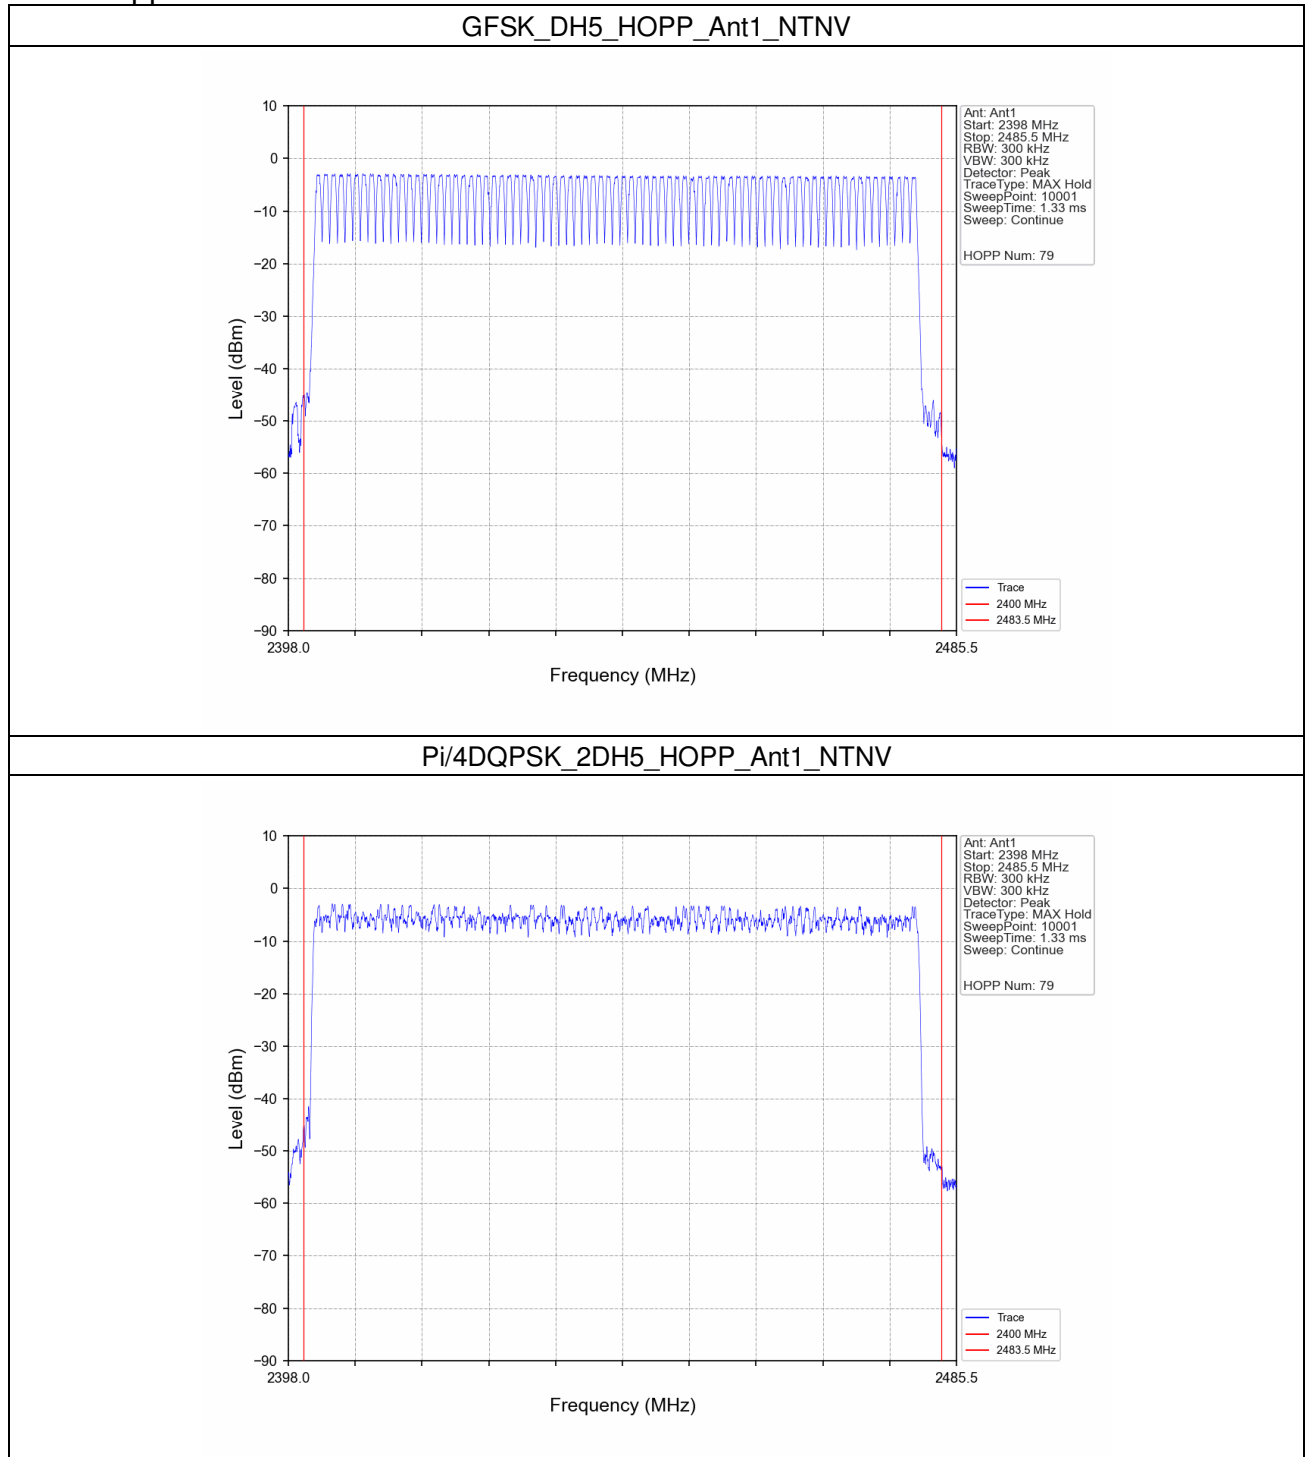 GFSK_DH5_HOPP_Ant1_NTNV
10
0
−10
−20
−30
−40
−50
−60
−70
−80
−90
Level (dBm)
2398.0
2485.5
Frequency (MHz)
Ant: Ant1
Start: 2398 MHz
Stop: 2485.5 MHz
RBW: 300 kHz
VBW: 300 kHz
Detector: Peak
TraceType: MAX Hold
SweepPoint: 10001
SweepTime: 1.33 ms
Sweep: Continue
HOPP Num: 79
Trace
2400 MHz
2483.5 MHz
Pi/4DQPSK_2DH5_HOPP_Ant1_NTNV
10
0
−10
−20
−30
−40
−50
−60
−70
−80
−90
Level (dBm)
2398.0
2485.5
Frequency (MHz)
Ant: Ant1
Start: 2398 MHz
Stop: 2485.5 MHz
RBW: 300 kHz
VBW: 300 kHz
Detector: Peak
TraceType: MAX Hold
SweepPoint: 10001
SweepTime: 1.33 ms
Sweep: Continue
HOPP Num: 79
Trace
2400 MHz
2483.5 MHz